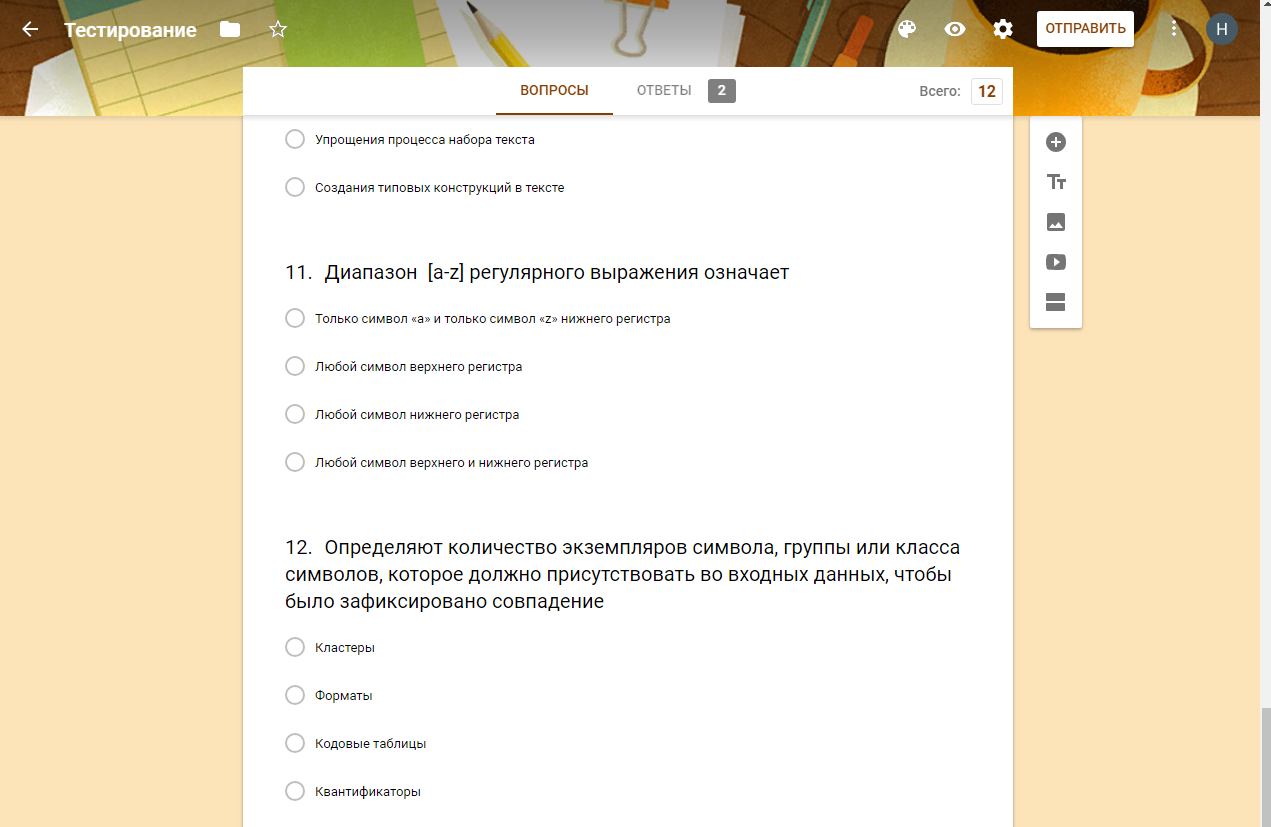 Тестирование
ОТПРАВИТЬ
Н
ВОПРОСЫ
ОТВЕТЫ 2
Всего: 12
Упрощения процесса набора текста
Создания типовых конструкций в тексте
11. Диапазон [a-z] регулярного выражения означает
Только символ «a» и только символ «z» нижнего регистра
Любой символ верхнего регистра
Любой символ нижнего регистра
Любой символ верхнего и нижнего регистра
12. Определяют количество экземпляров символа, группы или класса
символов, которое должно присутствовать во входных данных, чтобы
было зафиксировано совпадение
Кластеры
Форматы
Кодовые таблицы
Квантификаторы